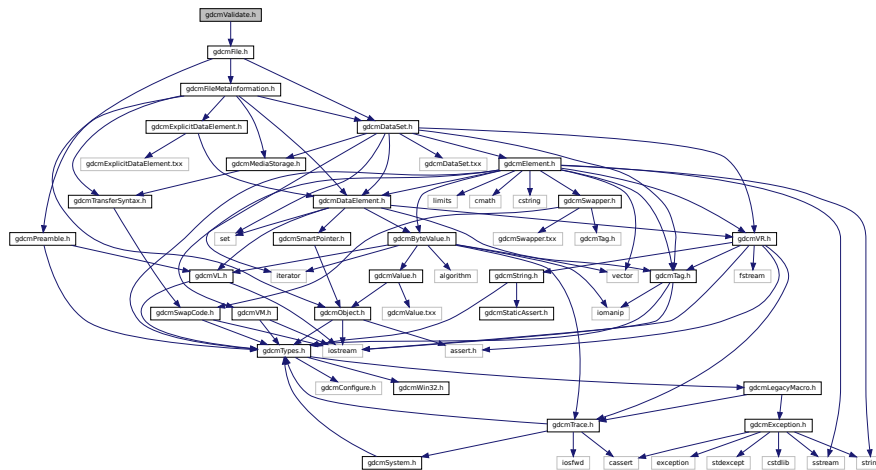 gdcmValidate.h
gdcmFile.h
gdcmFileMetaInformation.h
gdcmExplicitDataElement.h
gdcmDataSet.h
gdcmExplicitDataElement.txx
gdcmMediaStorage.h
gdcmDataSet.txx
gdcmElement.h
gdcmTransferSyntax.h
gdcmDataElement.h
limits
cmath
cstring
gdcmSwapper.h
gdcmPreamble.h
set
gdcmSmartPointer.h
gdcmByteValue.h
gdcmSwapper.txx
gdcmTag.h
gdcmVR.h
gdcmVL.h
iterator
gdcmValue.h
algorithm
gdcmString.h
vector
gdcmTag.h
fstream
gdcmSwapCode.h
gdcmVM.h
gdcmObject.h
gdcmValue.txx
gdcmStaticAssert.h
iomanip
gdcmTypes.h
iostream
assert.h
gdcmConfigure.h
gdcmWin32.h
gdcmLegacyMacro.h
gdcmTrace.h
gdcmException.h
gdcmSystem.h
iosfwd
cassert
exception
stdexcept
cstdlib
sstream